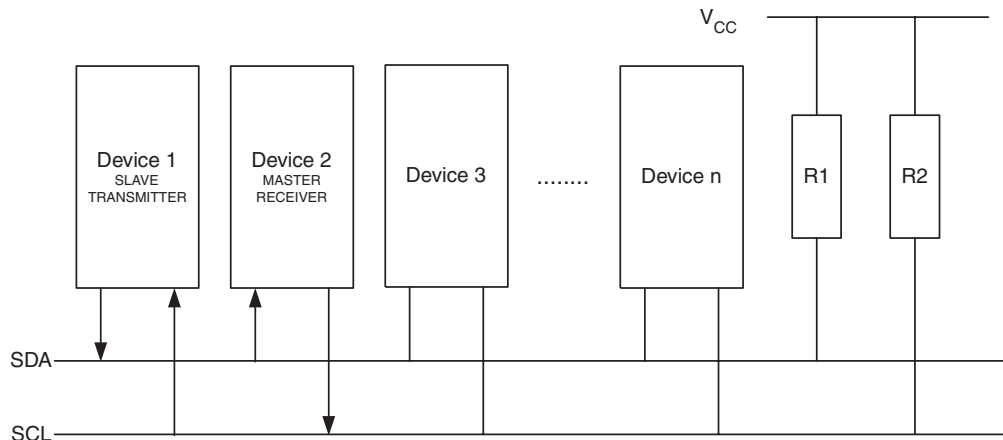 VCC
Device 1
SLAVE
TRANSMITTER
Device 2
MASTER
RECEIVER
Device 3
........
Device n
R1
R2
SDA
SCL